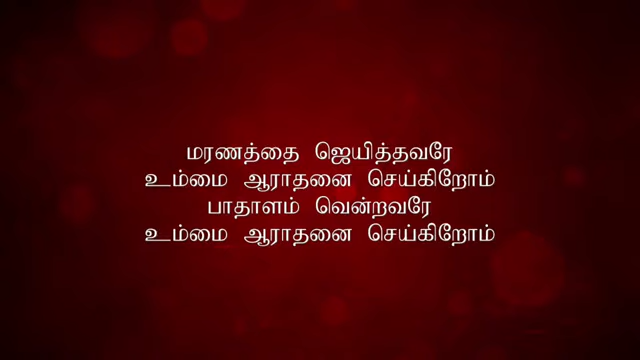 மரணத்தை ஜெயித்தவரே
உம்மை ஆராதனை செய்கிறோம்
பாதாளம் வென்றவரே
உம்மை ஆராதனை செய்கிறோம்